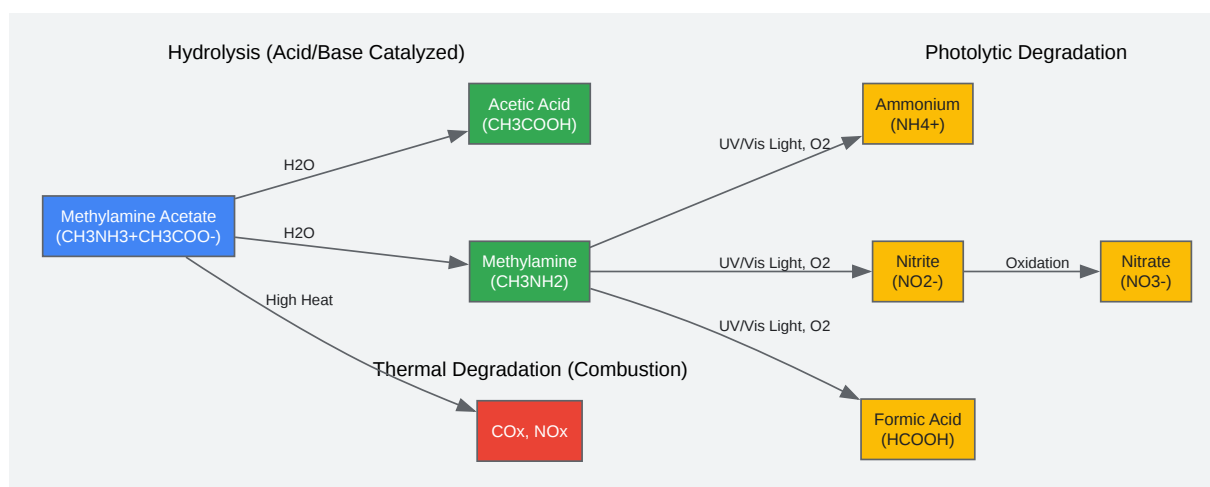 Hydrolysis (Acid/Base Catalyzed)
Photolytic Degradation
Acetic Acid
(CH3COOH)
Ammonium
(NH4+)
UV/Vis Light, O2
H2O
Methylamine Acetate
(CH3NH3+CH3COO-)
H2O
Methylamine
(CH3NH2)
UV/Vis Light, O2
Nitrite
(NO2-)
Oxidation
Nitrate
(NO3-)
High Heat
UV/Vis Light, O2
Thermal Degradation (Combustion)
COx, NOx
Formic Acid
(HCOOH)